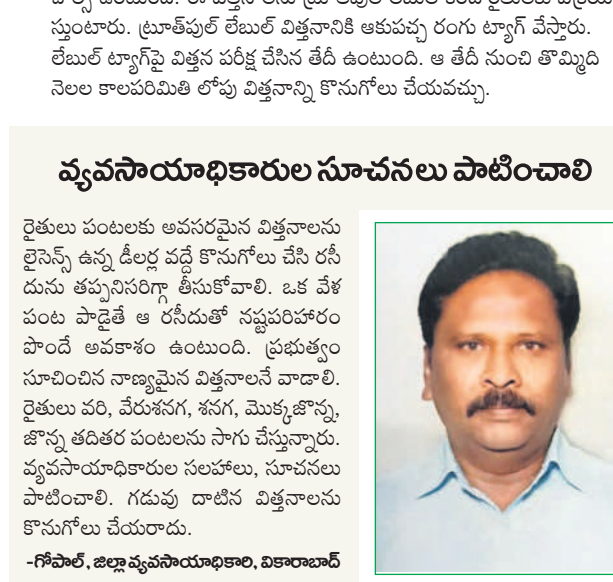 స్తుంటారు. ట్రూత్‌ఫుల్ లేబుల్ విత్తనానికి ఆకుపచ్చ రంగు ట్యాగ్ వేస్తారు.
లేబుల్ ట్యాగ్‌పై విత్తన పరీక్ష చేసిన తేదీ ఉంటుంది. ఆ తేదీ నుంచి తొమ్మిది
నెలల కాలపరిమితి లోపు విత్తనాన్ని కొనుగోలు చేయవచ్చు.
వ్యవసాయాధికారుల సూచనలు పాటించాలి
రైతులు పంటలకు అవసరమైన విత్తనాలను
లైసెన్స్ ఉన్న డీలర్ల వద్దే కొనుగోలు చేసి రసీ
దును తప్పనిసరిగ్గా తీసుకోవాలి. ఒక వేళ
పంట పాడైతే ఆ రసీదుతో నష్టపరిహారం
పొందే అవకాశం ఉంటుంది. ప్రభుత్వం
సూచించిన నాణ్యమైన విత్తనాలనే వాడాలి.
రైతులు వరి, వేరుశనగ, శనగ, మొక్కజొన్న,
జొన్న తదితర పంటలను సాగు చేస్తున్నారు.
వ్యవసాయాధికారుల సలహాలు, సూచనలు
పాటించాలి. గడువు దాటిన విత్తనాలను
కొనుగోలు చేయరాదు.
-గోపాల్, జిల్లా వ్యవసాయాధికారి, వికారాబాద్